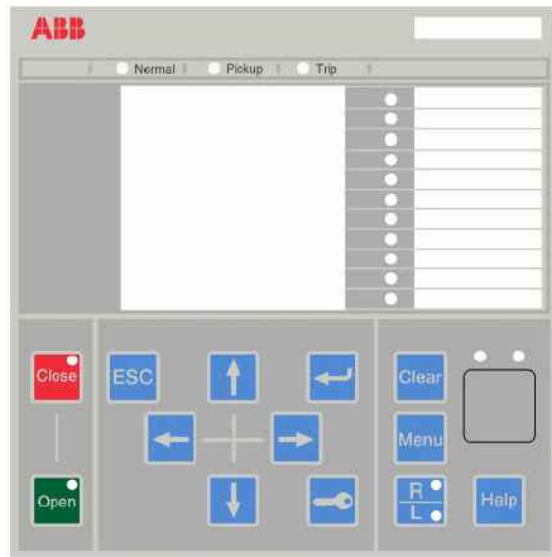 ABB
Normal Pickup Trip
Close ESC Clear
Menu
Open R L Help